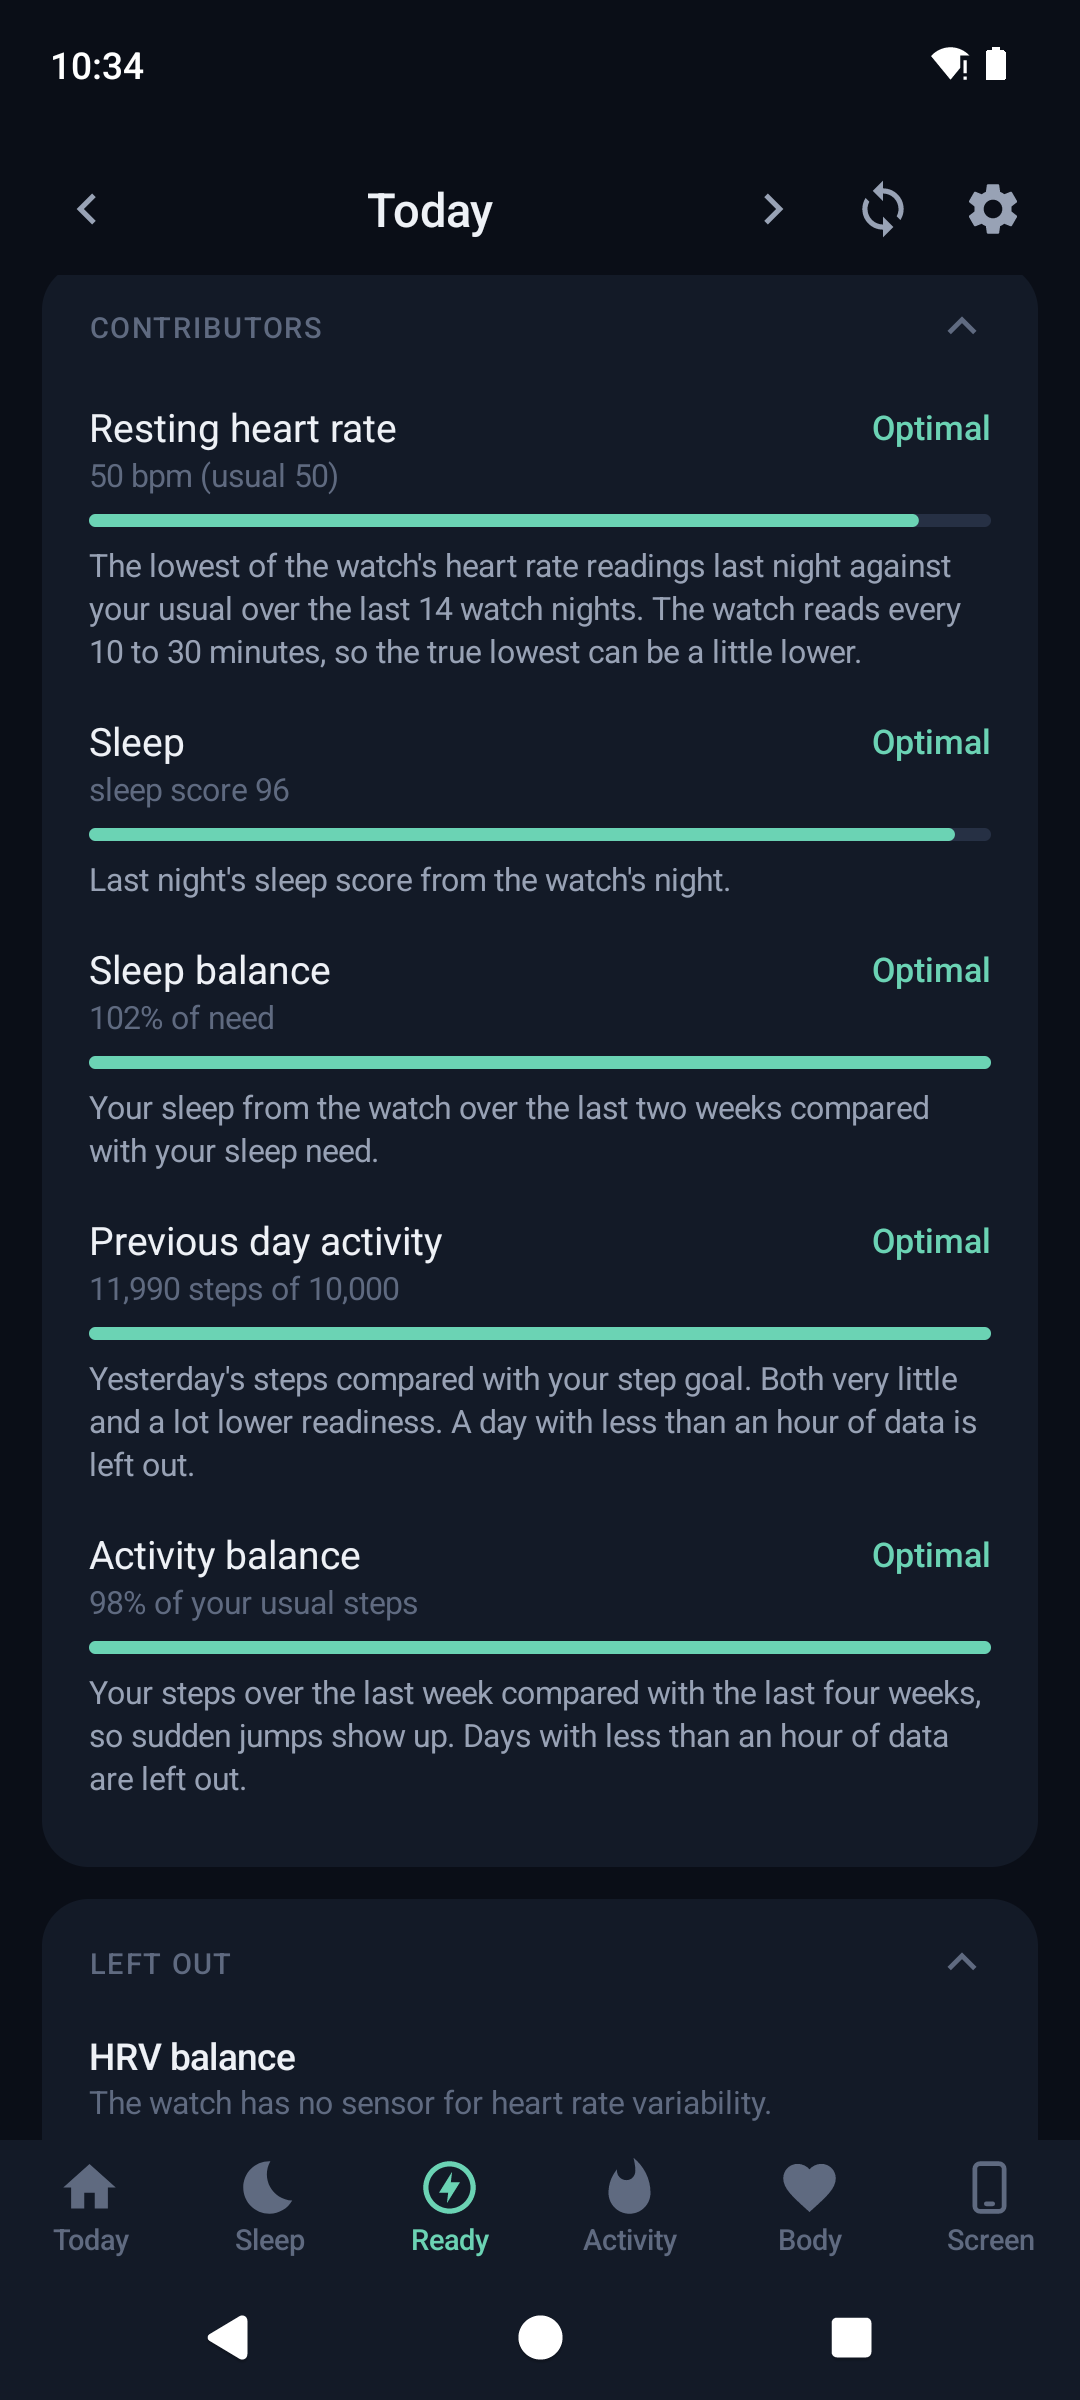 10:34
Today
CONTRIBUTORS
Resting heart rate
Optimal
50 bpm (usual 50)
The lowest of the watch's heart rate readings last night against
your usual over the last 14 watch nights. The watch reads every
10 to 30 minutes, so the true lowest can be a little lower.
Sleep
Optimal
sleep score 96
Last night's sleep score from the watch's night.
Sleep balance
Optimal
102% of need
Your sleep from the watch over the last two weeks compared
with your sleep need.
Previous day activity
Optimal
11,990 steps of 10,000
Yesterday's steps compared with your step goal. Both very little
and a lot lower readiness. A day with less than an hour of data is
left out.
Activity balance
Optimal
98% of your usual steps
Your steps over the last week compared with the last four weeks,
so sudden jumps show up. Days with less than an hour of data
are left out.
LEFT OUT
HRV balance
The watch has no sensor for heart rate variability.
Today
Sleep
Ready
Activity
Body
Screen